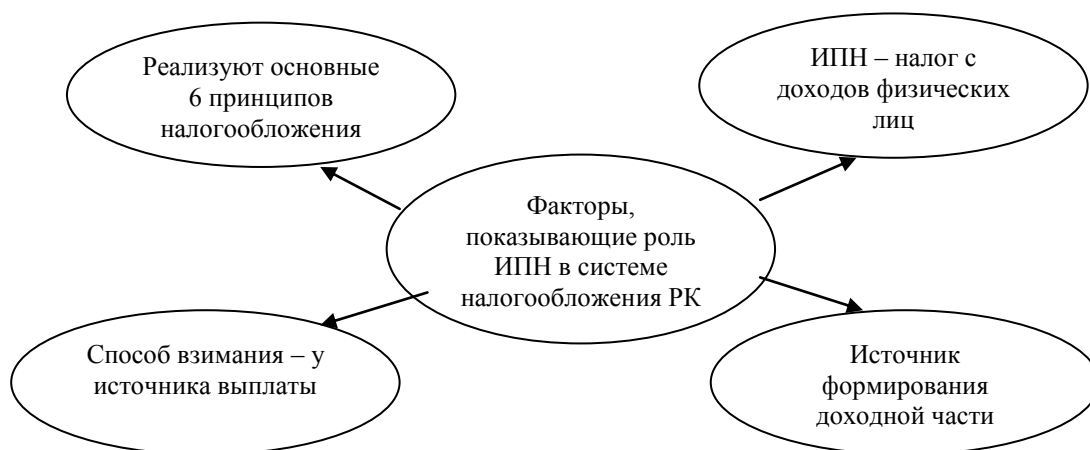 Реализуют основные
6 принципов
налогообложения
ИПН – налог с
доходов физических
лиц
Факторы,
показывающие роль
ИПН в системе
налогообложения РК
Способ взимания – у
источника выплаты
Источник
формирования
доходной части